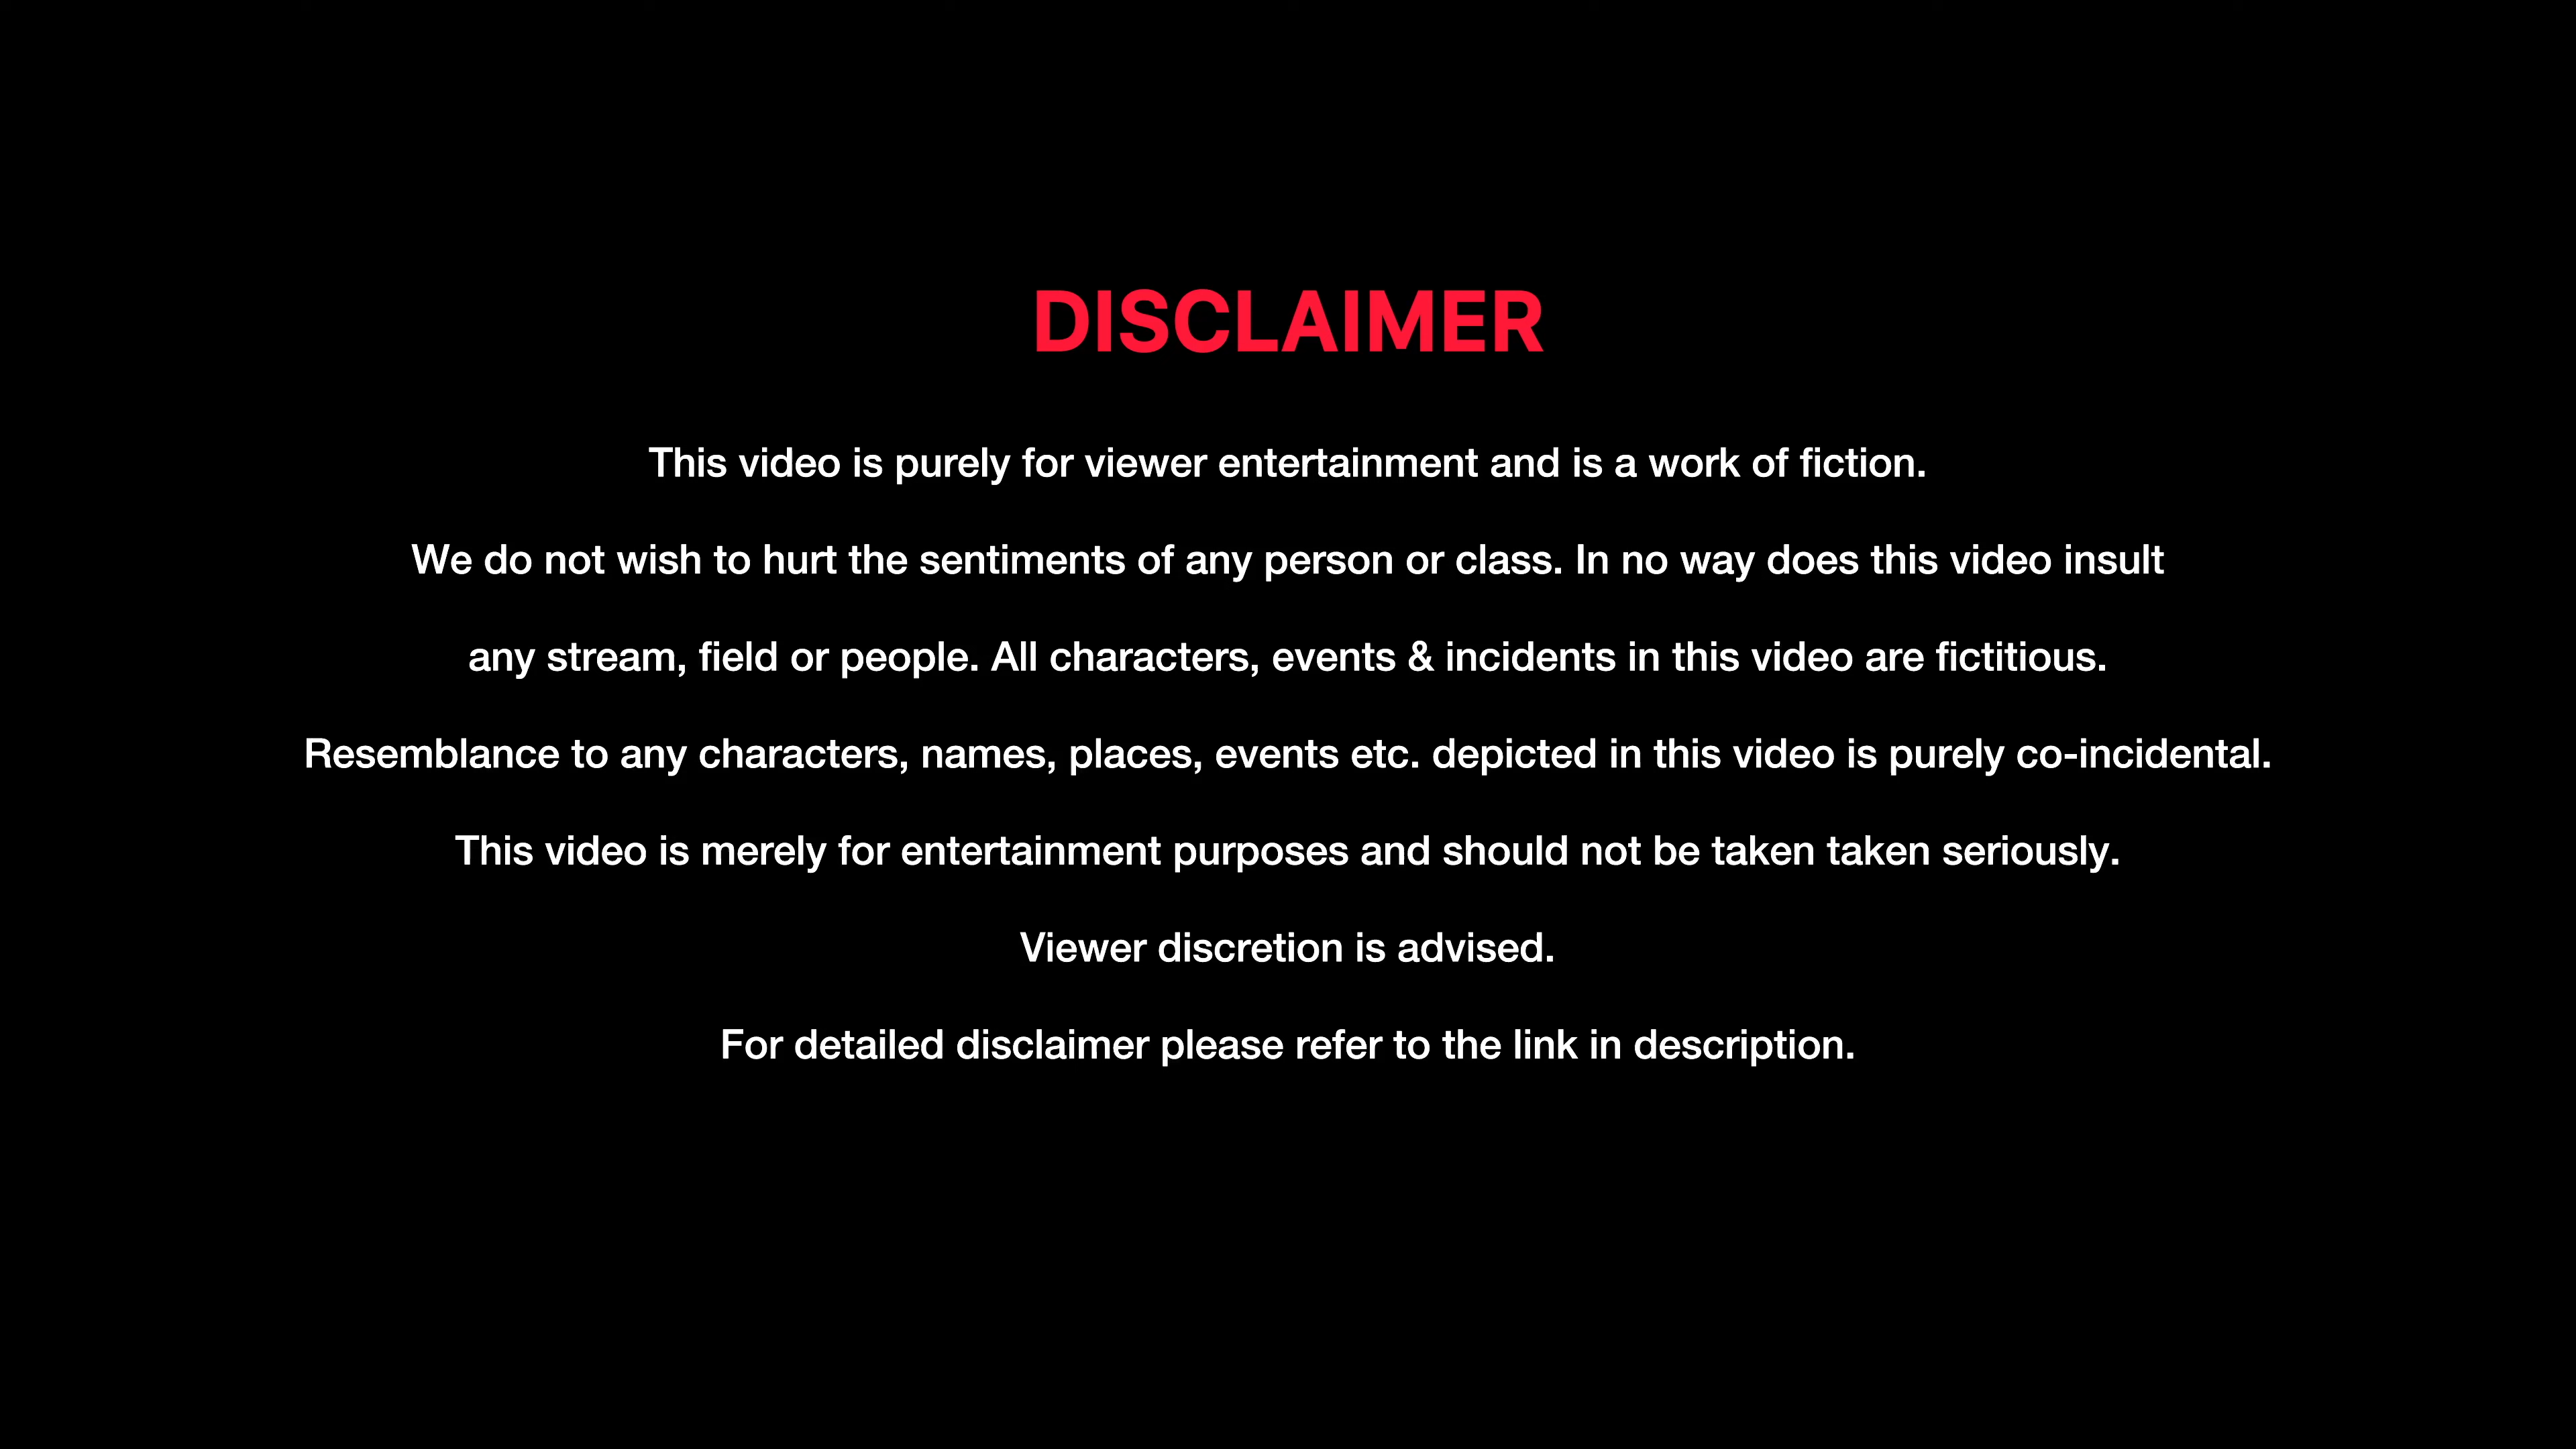 DISCLAIMER
This video is purely for viewer entertainment and is a work of fiction.
We do not wish to hurt the sentiments of any person or class. In no way does this video insult
any stream, field or people. All characters, events & incidents in this video are fictitious.
Resemblance to any characters, names, places, events etc. depicted in this video is purely co-incidental.
This video is merely for entertainment purposes and should not be taken taken seriously.
Viewer discretion is advised.
For detailed disclaimer please refer to the link in description.